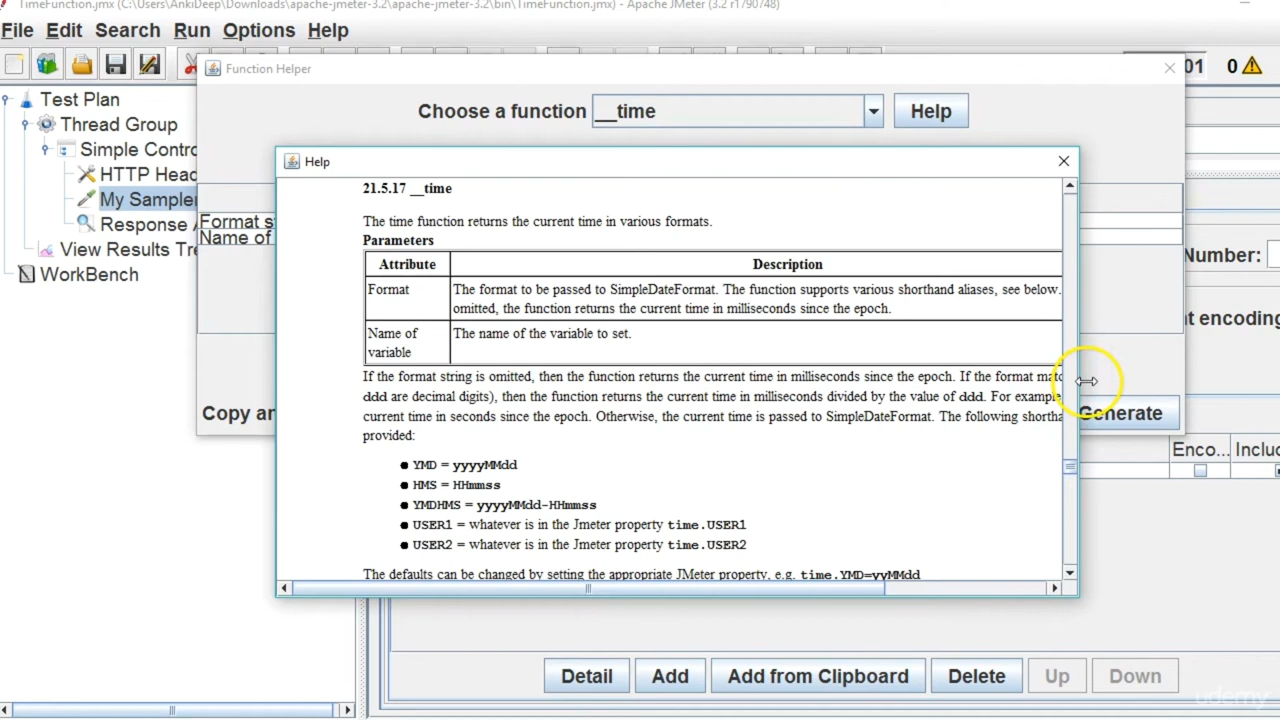 TimeFunction.jmx (C:\Users\AnkiDeep\Downloads\apache-jmeter-3.2\apache-jmeter-3.2\bin\TimeFunction.jmx) - Apache JMeter (3.2 r1790748)
File Edit Search Run Options Help
Function Helper
01 0
Choose a function __time Help
Test Plan
Thread Group
Simple Contro
HTTP Head
My Sampler
Response A
View Results Tre
WorkBench
Format s
Name of
Copy an
Help
21.5.17 __time
The time function returns the current time in various formats.
Parameters
Attribute Description
Format The format to be passed to SimpleDateFormat. The function supports various shorthand aliases, see below.
omitted, the function returns the current time in milliseconds since the epoch.
Name of variable The name of the variable to set.
If the format string is omitted, then the function returns the current time in milliseconds since the epoch. If the format matc
ddd are decimal digits), then the function returns the current time in milliseconds divided by the value of ddd. For example
current time in seconds since the epoch. Otherwise, the current time is passed to SimpleDateFormat. The following shortha
provided:
● YMD = yyyyMMdd
● HMS = HHmmss
● YMDHMS = yyyyMMdd-HHmmss
● USER1 = whatever is in the Jmeter property time.USER1
● USER2 = whatever is in the Jmeter property time.USER2
The defaults can be changed by setting the appropriate JMeter property, e.g. time.YMD=yyMMdd
Number:
nt encoding
Generate
Enco... Incluc
Detail Add Add from Clipboard Delete Up Down
udemy